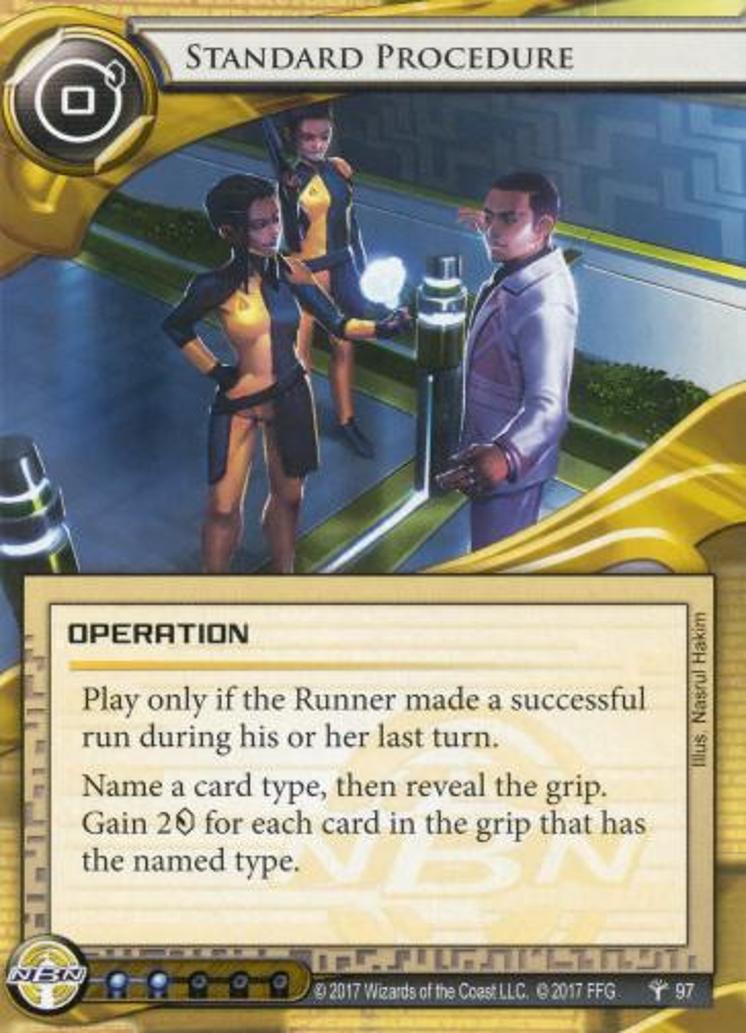 Standard Procedure
0
OPERATION
Play only if the Runner made a successful
run during his or her last turn.
Name a card type, then reveal the grip.
Gain 2 for each card in the grip that has
the named type.
NBN
Illus. Nasrul Hakim
NBN
© 2017 Wizards of the Coast LLC. © 2017 FFG
97